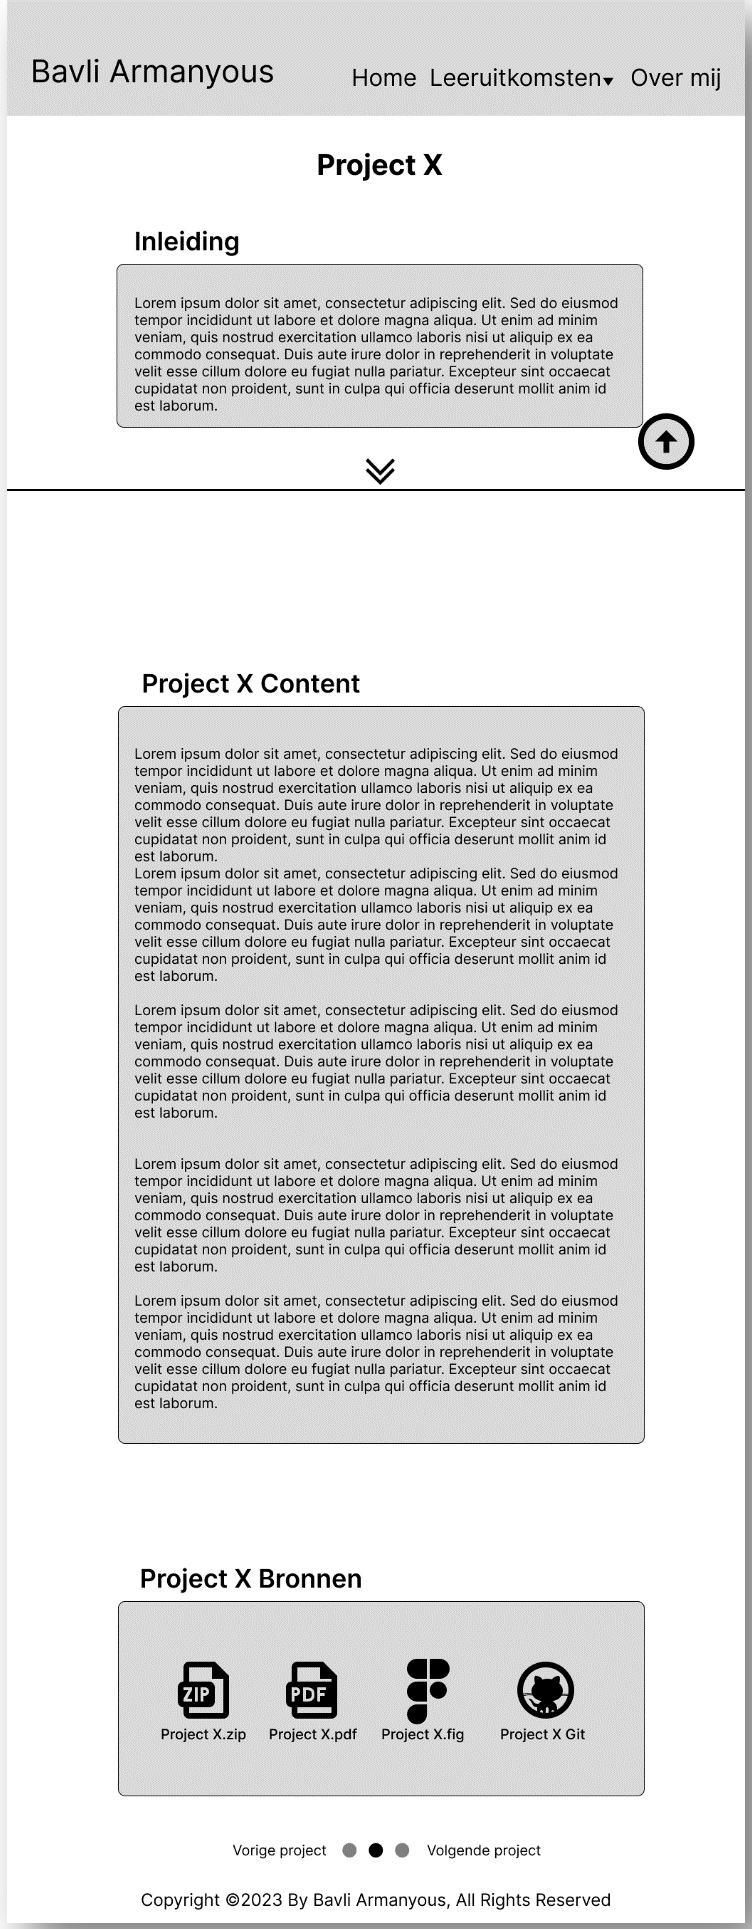 Bavli Armanyous
Home Leeruitkomsten Over mij
Project X
Inleiding
Lorem ipsum dolor sit amet, consectetur adipiscing elit. Sed do eiusmod
tempor incididunt ut labore et dolore magna aliqua. Ut enim ad minim
veniam, quis nostrud exercitation ullamco laboris nisi ut aliquip ex ea
commodo consequat. Duis aute irure dolor in reprehenderit in voluptate
velit esse cillum dolore eu fugiat nulla pariatur. Excepteur sint occaecat
cupidatat non proident, sunt in culpa qui officia deserunt mollit anim id
est laborum.
Project X Content
Lorem ipsum dolor sit amet, consectetur adipiscing elit. Sed do eiusmod
tempor incididunt ut labore et dolore magna aliqua. Ut enim ad minim
veniam, quis nostrud exercitation ullamco laboris nisi ut aliquip ex ea
commodo consequat. Duis aute irure dolor in reprehenderit in voluptate
velit esse cillum dolore eu fugiat nulla pariatur. Excepteur sint occaecat
cupidatat non proident, sunt in culpa qui officia deserunt mollit anim id
est laborum.
Lorem ipsum dolor sit amet, consectetur adipiscing elit. Sed do eiusmod
tempor incididunt ut labore et dolore magna aliqua. Ut enim ad minim
veniam, quis nostrud exercitation ullamco laboris nisi ut aliquip ex ea
commodo consequat. Duis aute irure dolor in reprehenderit in voluptate
velit esse cillum dolore eu fugiat nulla pariatur. Excepteur sint occaecat
cupidatat non proident, sunt in culpa qui officia deserunt mollit anim id
est laborum.
Lorem ipsum dolor sit amet, consectetur adipiscing elit. Sed do eiusmod
tempor incididunt ut labore et dolore magna aliqua. Ut enim ad minim
veniam, quis nostrud exercitation ullamco laboris nisi ut aliquip ex ea
commodo consequat. Duis aute irure dolor in reprehenderit in voluptate
velit esse cillum dolore eu fugiat nulla pariatur. Excepteur sint occaecat
cupidatat non proident, sunt in culpa qui officia deserunt mollit anim id
est laborum.
Lorem ipsum dolor sit amet, consectetur adipiscing elit. Sed do eiusmod
tempor incididunt ut labore et dolore magna aliqua. Ut enim ad minim
veniam, quis nostrud exercitation ullamco laboris nisi ut aliquip ex ea
commodo consequat. Duis aute irure dolor in reprehenderit in voluptate
velit esse cillum dolore eu fugiat nulla pariatur. Excepteur sint occaecat
cupidatat non proident, sunt in culpa qui officia deserunt mollit anim id
est laborum.
Lorem ipsum dolor sit amet, consectetur adipiscing elit. Sed do eiusmod
tempor incididunt ut labore et dolore magna aliqua. Ut enim ad minim
veniam, quis nostrud exercitation ullamco laboris nisi ut aliquip ex ea
commodo consequat. Duis aute irure dolor in reprehenderit in voluptate
velit esse cillum dolore eu fugiat nulla pariatur. Excepteur sint occaecat
cupidatat non proident, sunt in culpa qui officia deserunt mollit anim id
est laborum.
Project X Bronnen
ZIP PDF
Project X.zip Project X.pdf Project X.fig Project X Git
Vorige project Volgende project
Copyright ©2023 By Bavli Armanyous, All Rights Reserved